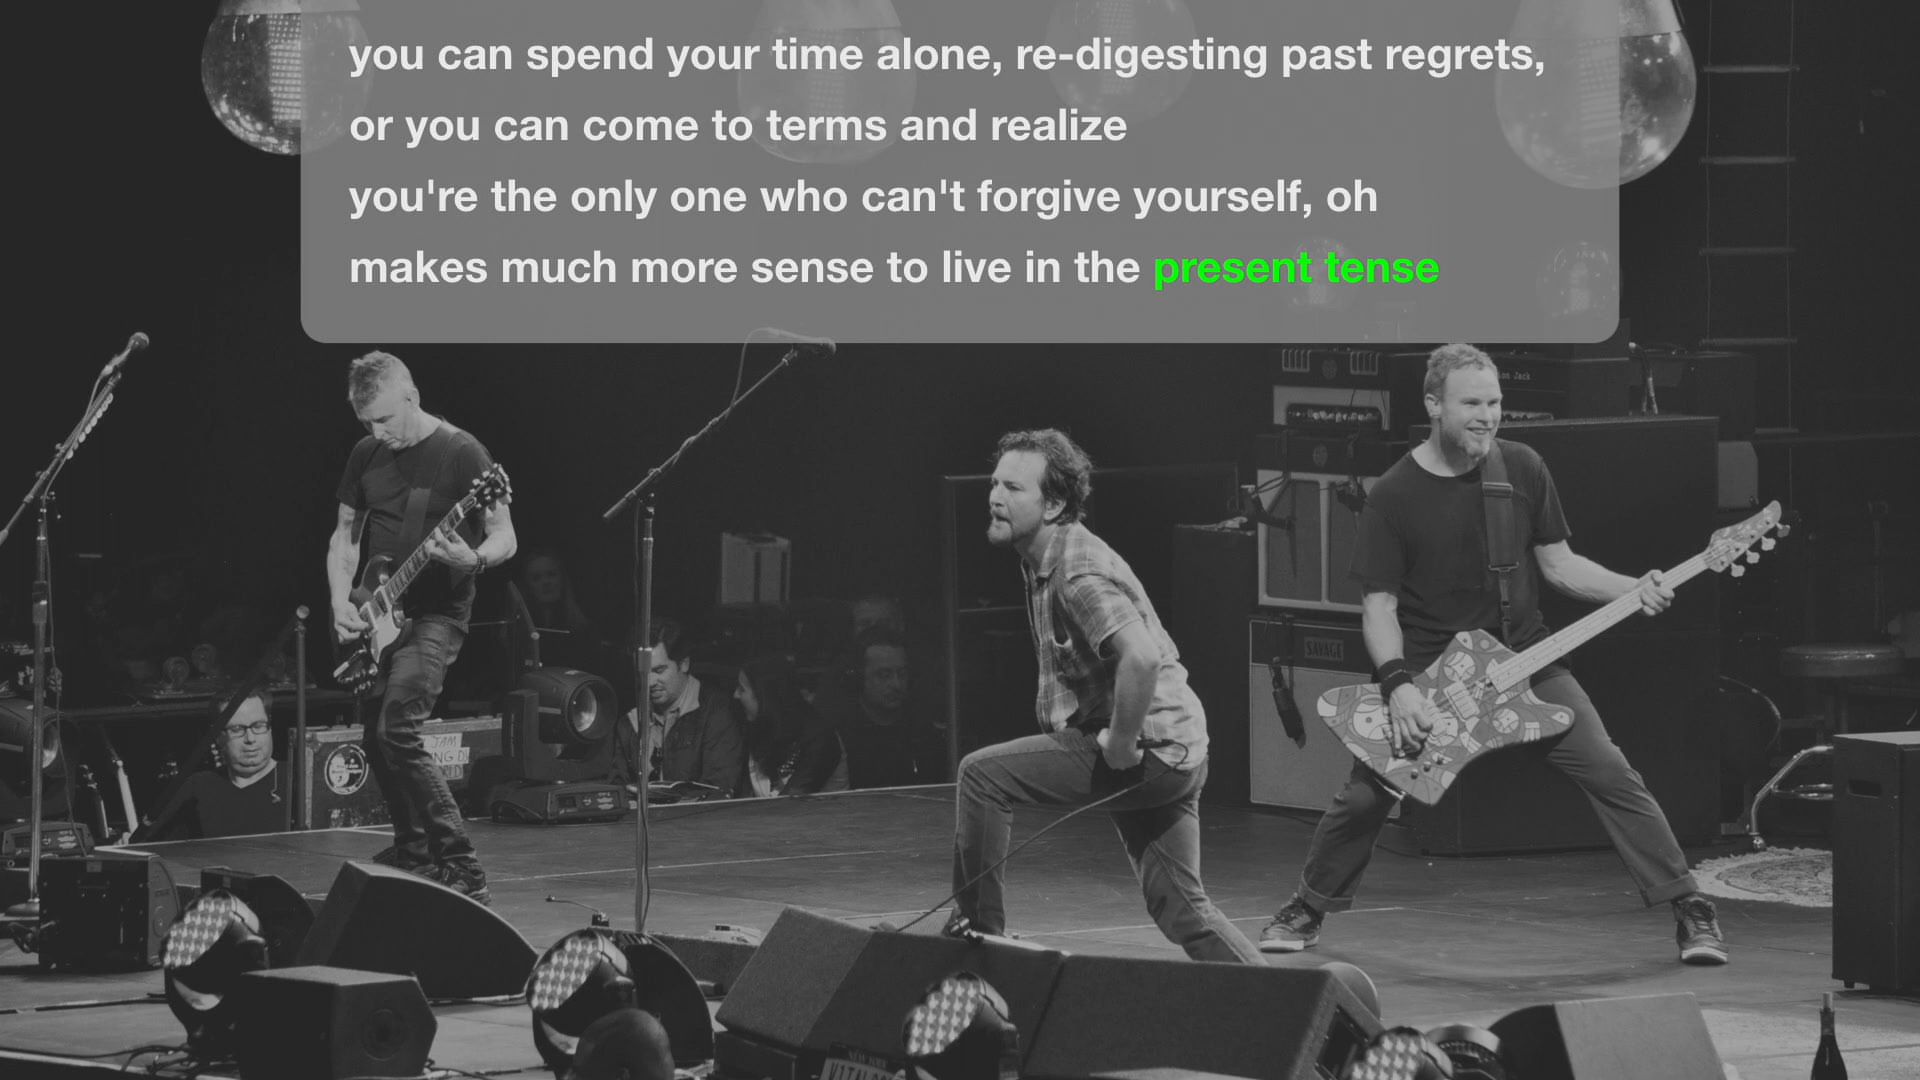 you can spend your time alone, re-digesting past regrets,
or you can come to terms and realize
you're the only one who can't forgive yourself, oh
makes much more sense to live in the present tense
SAVAGE
JAM